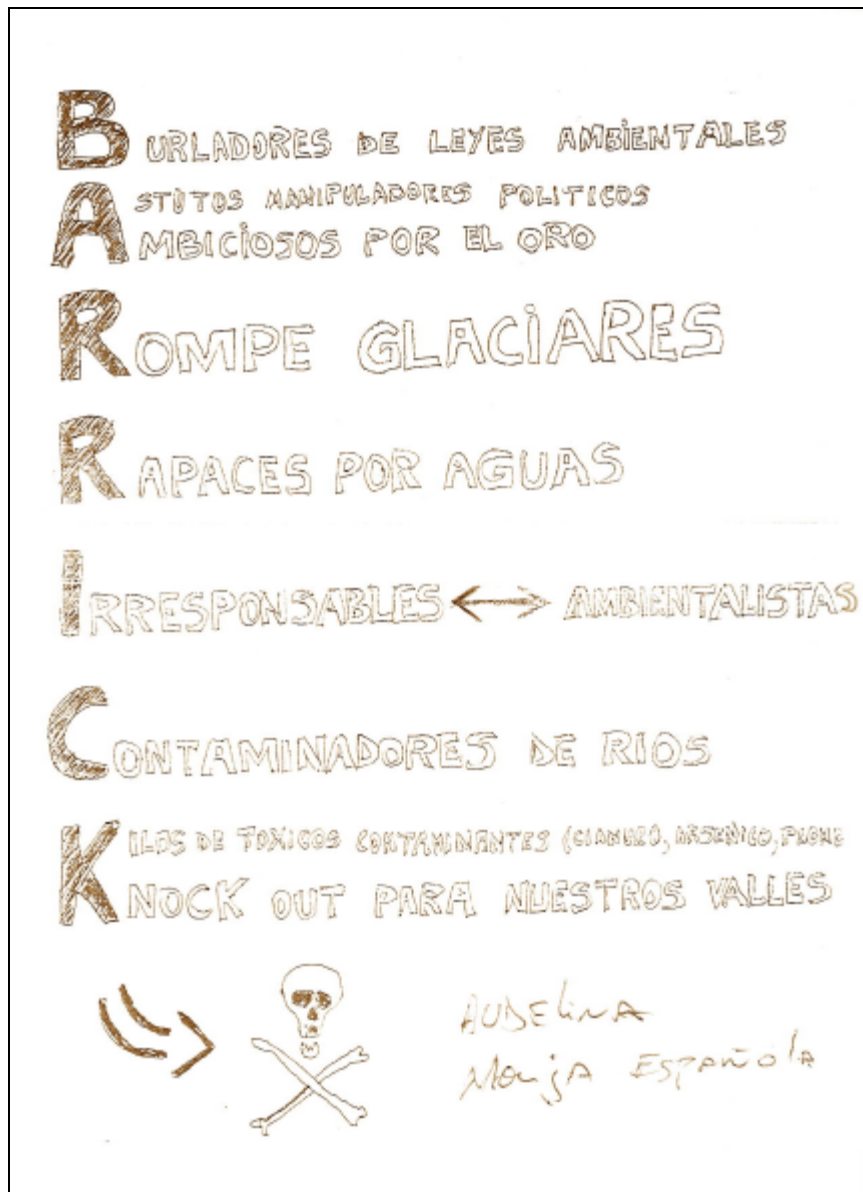 BURLADORES DE LEYES AMBIENTALES
ASTUTOS MANIPULADORES POLITICOS
AMBICIOSOS POR EL ORO
ROMPE GLACIARES
RAPACES POR AGUAS
IRRESPONSABLES ↔ AMBIENTALISTAS
CONTAMINADORES DE RIOS
KILOS DE TOXICOS CONTAMINANTES (CIANURO, ARSENICO, PLOMO
KNOCK OUT PARA NUESTROS VALLES
AUDELINA
Monja ESPAÑOLA